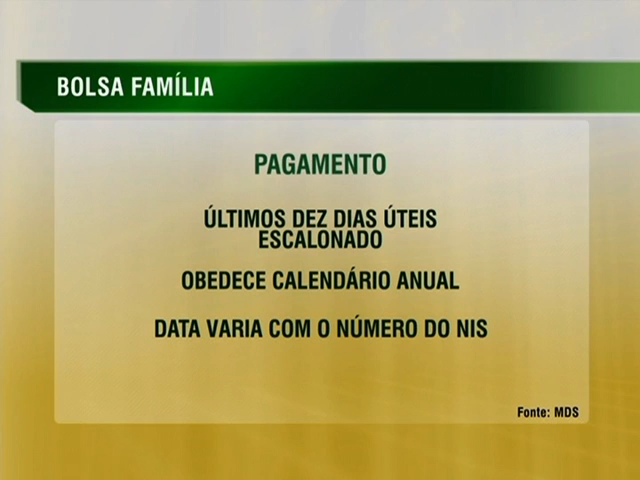 BOLSA FAMÍLIA
PAGAMENTO
ÚLTIMOS DEZ DIAS ÚTEIS
ESCALONADO
OBEDECE CALENDÁRIO ANUAL
DATA VARIA COM O NÚMERO DO NIS
Fonte: MDS